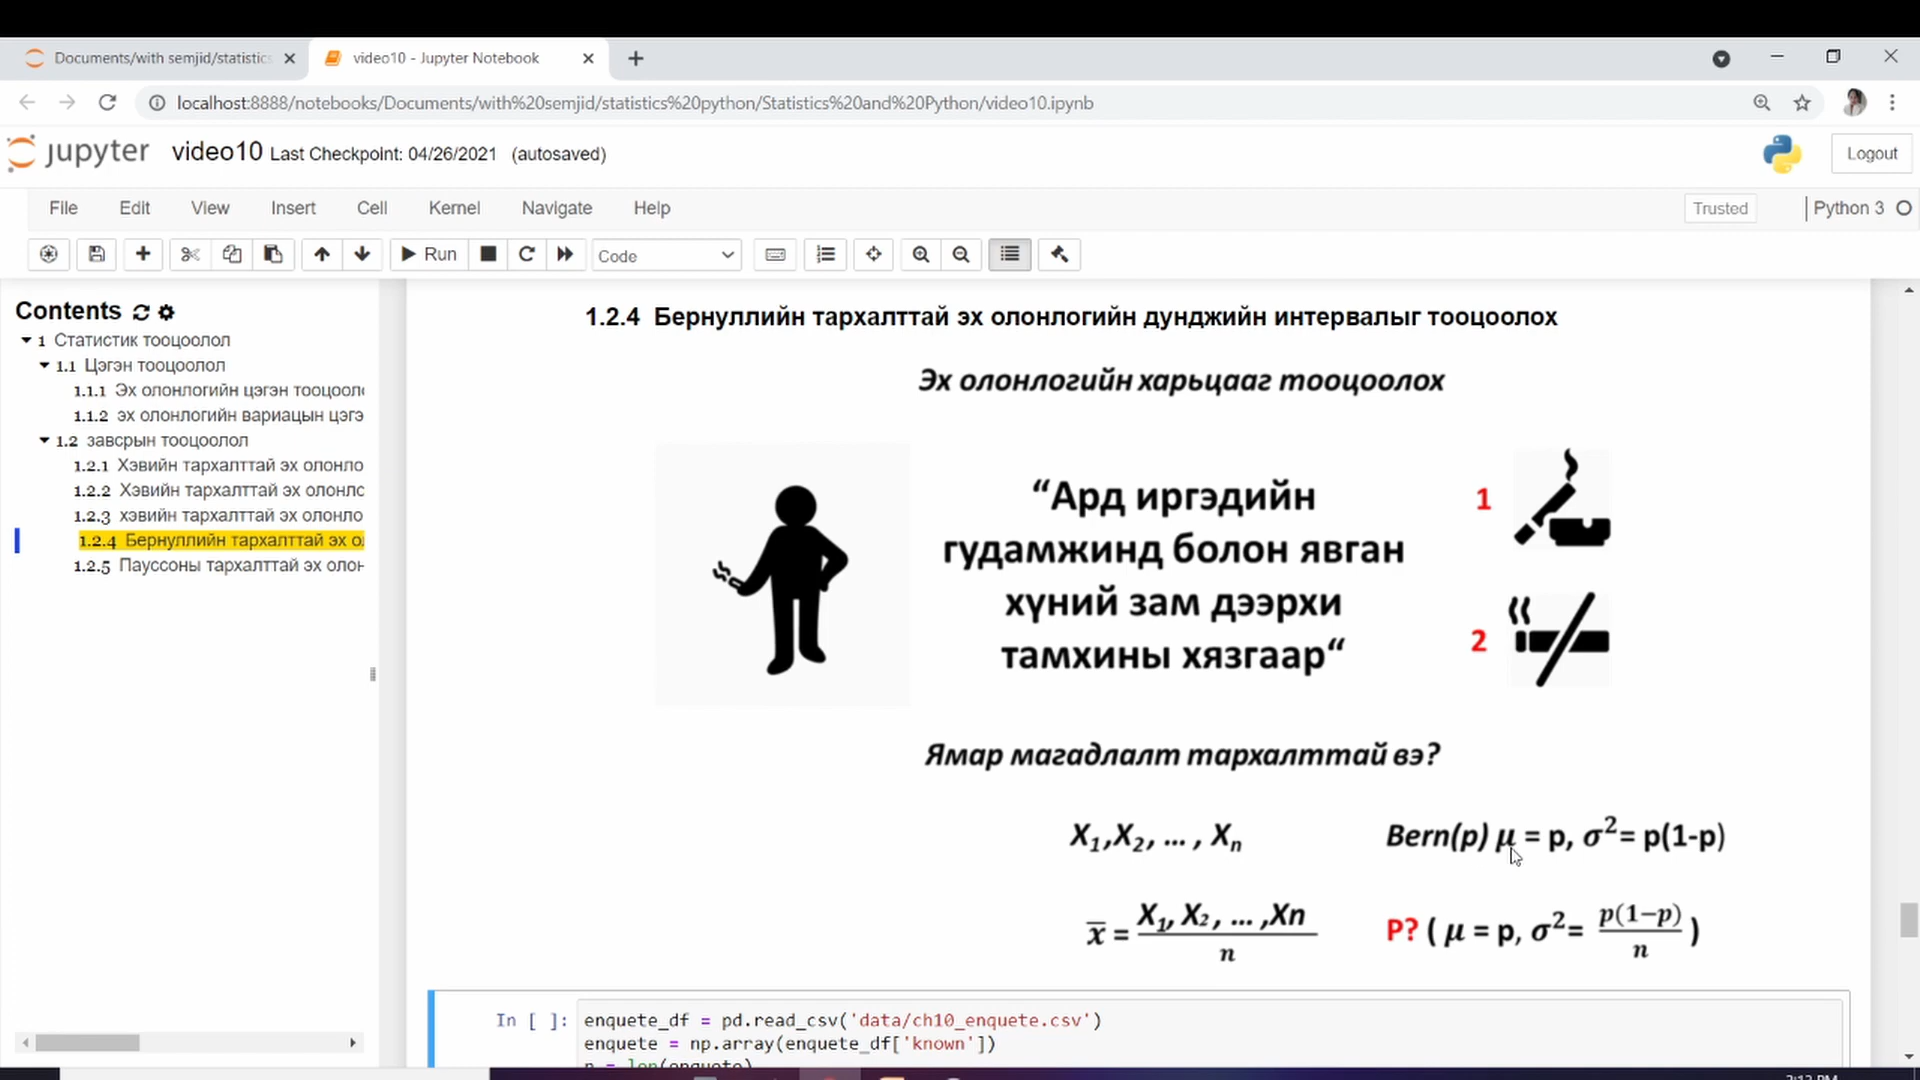 Documents/with semjid/statistics
video10 - Jupyter Notebook
localhost:8888/notebooks/Documents/with%20semjid/statistics%20python/Statistics%20and%20Python/video10.ipynb
jupyter video10 Last Checkpoint: 04/26/2021 (autosaved)
Logout
File Edit View Insert Cell Kernel Navigate Help
Trusted
Python 3
Run
Code
Contents
1 Статистик тооцоолол
1.1 Цэгэн тооцоолол
1.1.1 Эх олонлогийн цэгэн тооцоол
1.1.2 эх олонлогийн вариацын цэгэ
1.2 завсрын тооцоолол
1.2.1 Хэвийн тархалттай эх олонло
1.2.2 Хэвийн тархалттай эх олонло
1.2.3 хэвийн тархалттай эх олонло
1.2.4 Бернуллийн тархалттай эх о
1.2.5 Пауссоны тархалттай эх олон
1.2.4 Бернуллийн тархалттай эх олонлогийн дунджийн интервалыг тооцоолох
Эх олонлогийн харьцааг тооцоолох
“Ард иргэдийн
гудамжинд болон явган
хүний зам дээрхи
тамхины хязгаар“
1
2
Ямар магадлалт тархалттай вэ?
X₁,X₂, ... , Xₙ
Bern(p) μ = p, σ²= p(1-p)
x̅ = X₁, X₂ , ... ,Xn / n
P? ( μ = p, σ²= p(1−p) / n )
In [ ]:
enquete_df = pd.read_csv('data/ch10_enquete.csv')
enquete = np.array(enquete_df['known'])
n = len(enquete)